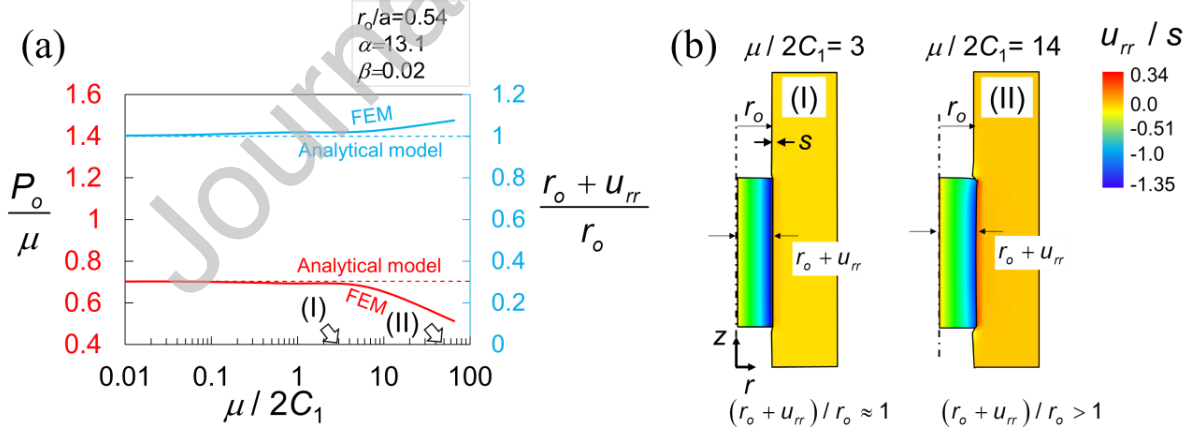 (a)
r_o/a=0.54
α=13.1
β=0.02
Journa
P_o / μ
1.6
1.4
1.2
1
0.8
0.6
0.4
FEM
Analytical model
Analytical model
FEM
(I)
(II)
1.2
1
0.8
0.6
0.4
0.2
0
r_o + u_rr / r_o
0.01
0.1
1
10
100
μ / 2C_1
(b)
μ / 2C_1 = 3
μ / 2C_1 = 14
u_rr / s
0.34
0.0
-0.51
-1.0
-1.35
(I)
r_o
s
r_o + u_rr
z
r
(r_o + u_rr) / r_o ≈ 1
(II)
r_o
r_o + u_rr
(r_o + u_rr) / r_o > 1